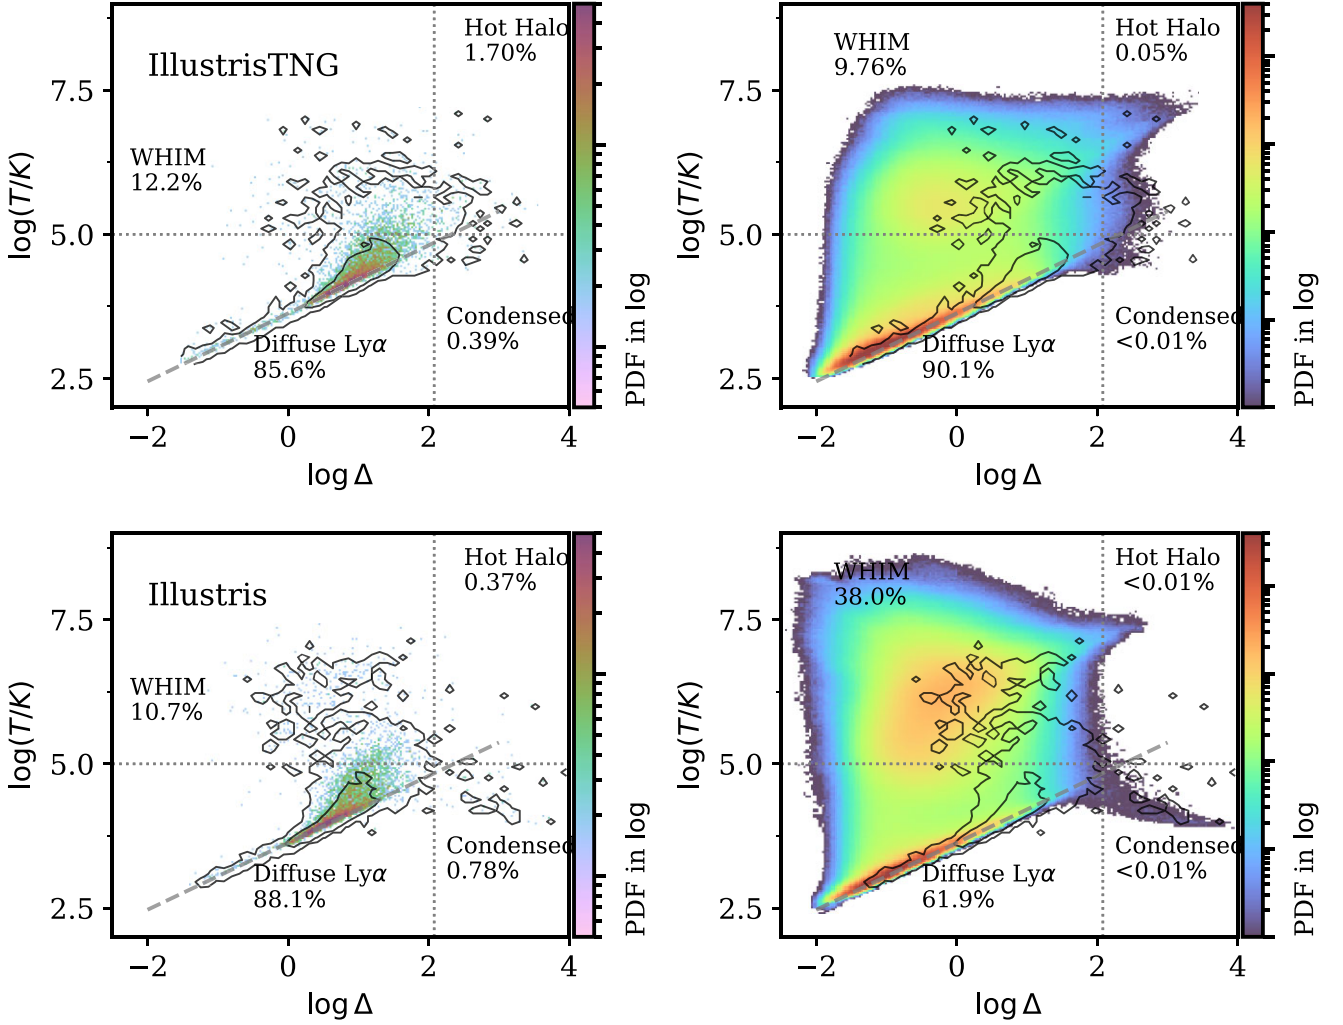 Hot Halo
1.70%
IllustrisTNG
WHIM
12.2%
Diffuse Lyα
85.6%
Condensed
0.39%
7.5
5.0
2.5
log(T/K)
−2 0 2 4
log Δ
PDF in log
WHIM
9.76%
Hot Halo
0.05%
Diffuse Lyα
90.1%
Condensed
<0.01%
7.5
5.0
2.5
log(T/K)
−2 0 2 4
log Δ
PDF in log
Hot Halo
0.37%
Illustris
WHIM
10.7%
Diffuse Lyα
88.1%
Condensed
0.78%
7.5
5.0
2.5
log(T/K)
−2 0 2 4
log Δ
PDF in log
WHIM
38.0%
Hot Halo
<0.01%
Diffuse Lyα
61.9%
Condensed
<0.01%
7.5
5.0
2.5
log(T/K)
−2 0 2 4
log Δ
PDF in log